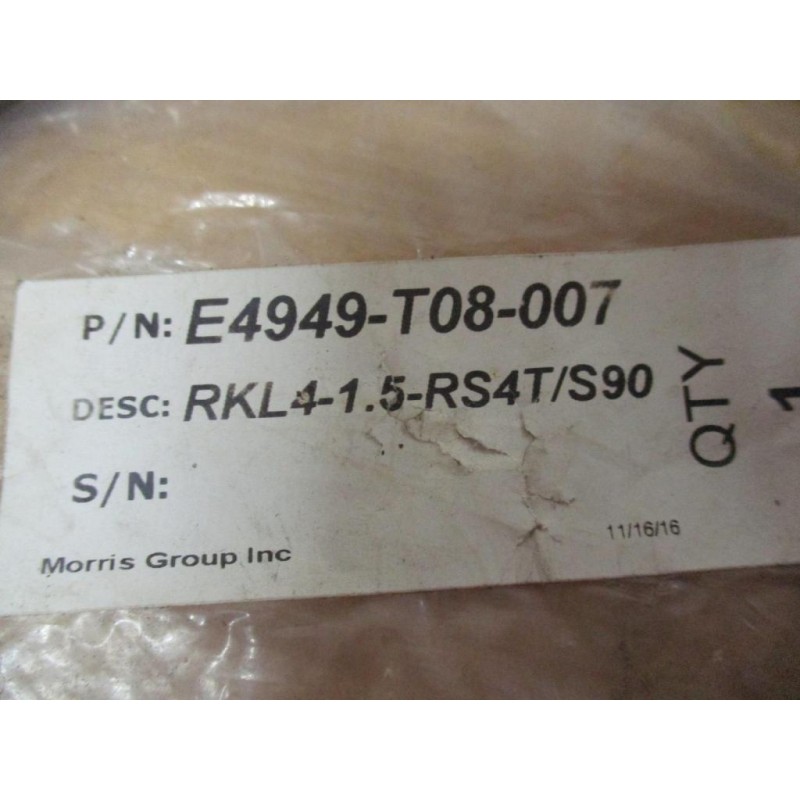 P/N: E4949-T08-007
DESC: RKL4-1.5-RS4T/S90
QTY 1
S/N:
Morris Group Inc
11/16/16